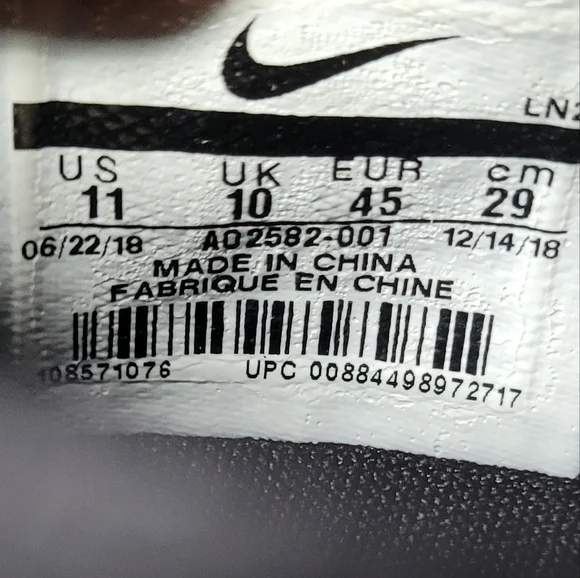 LN2
US UK EUR cm
11 10 45 29
06/22/18 AO2582-001 12/14/18
MADE IN CHINA
FABRIQUE EN CHINE
08571076 UPC 00884498972717